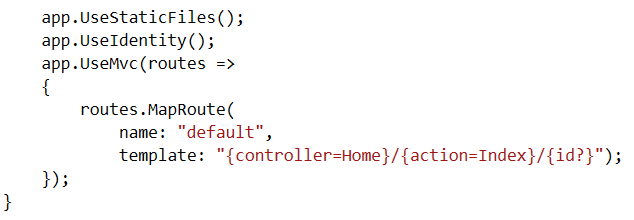 app.UseStaticFiles();
app.UseIdentity();
app.UseMvc(routes =>
{
routes.MapRoute(
name: "default",
template: "{controller=Home}/{action=Index}/{id?}");
});
}